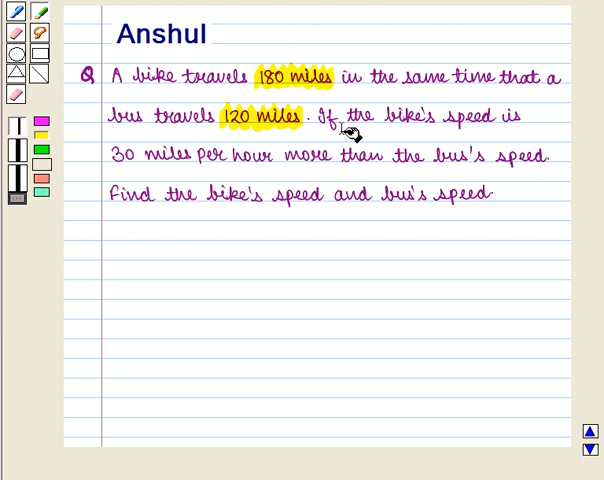 Anshul
Q A bike travels 180 miles in the same time that a
bus travels 120 miles. If the bike's speed is
30 miles per hour more than the bus's speed.
Find the bike's speed and bus's speed.